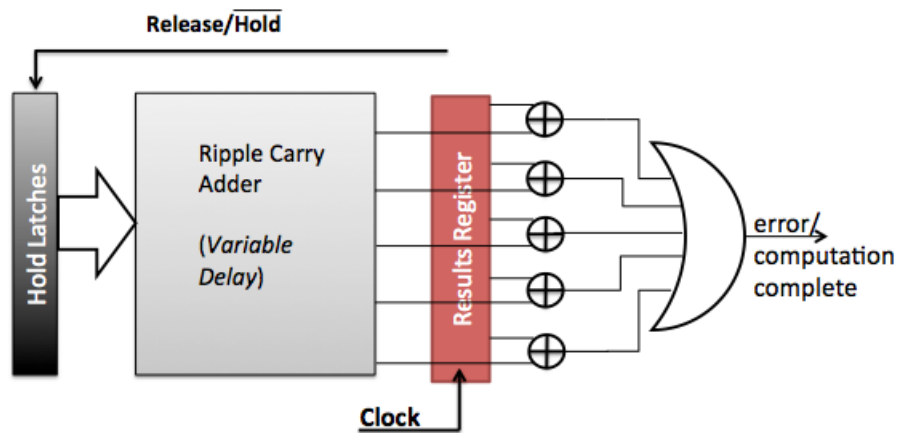 Release/Hold
Hold Latches
Ripple Carry
Adder
(Variable
Delay)
Results Register
Clock
error/
computation
complete